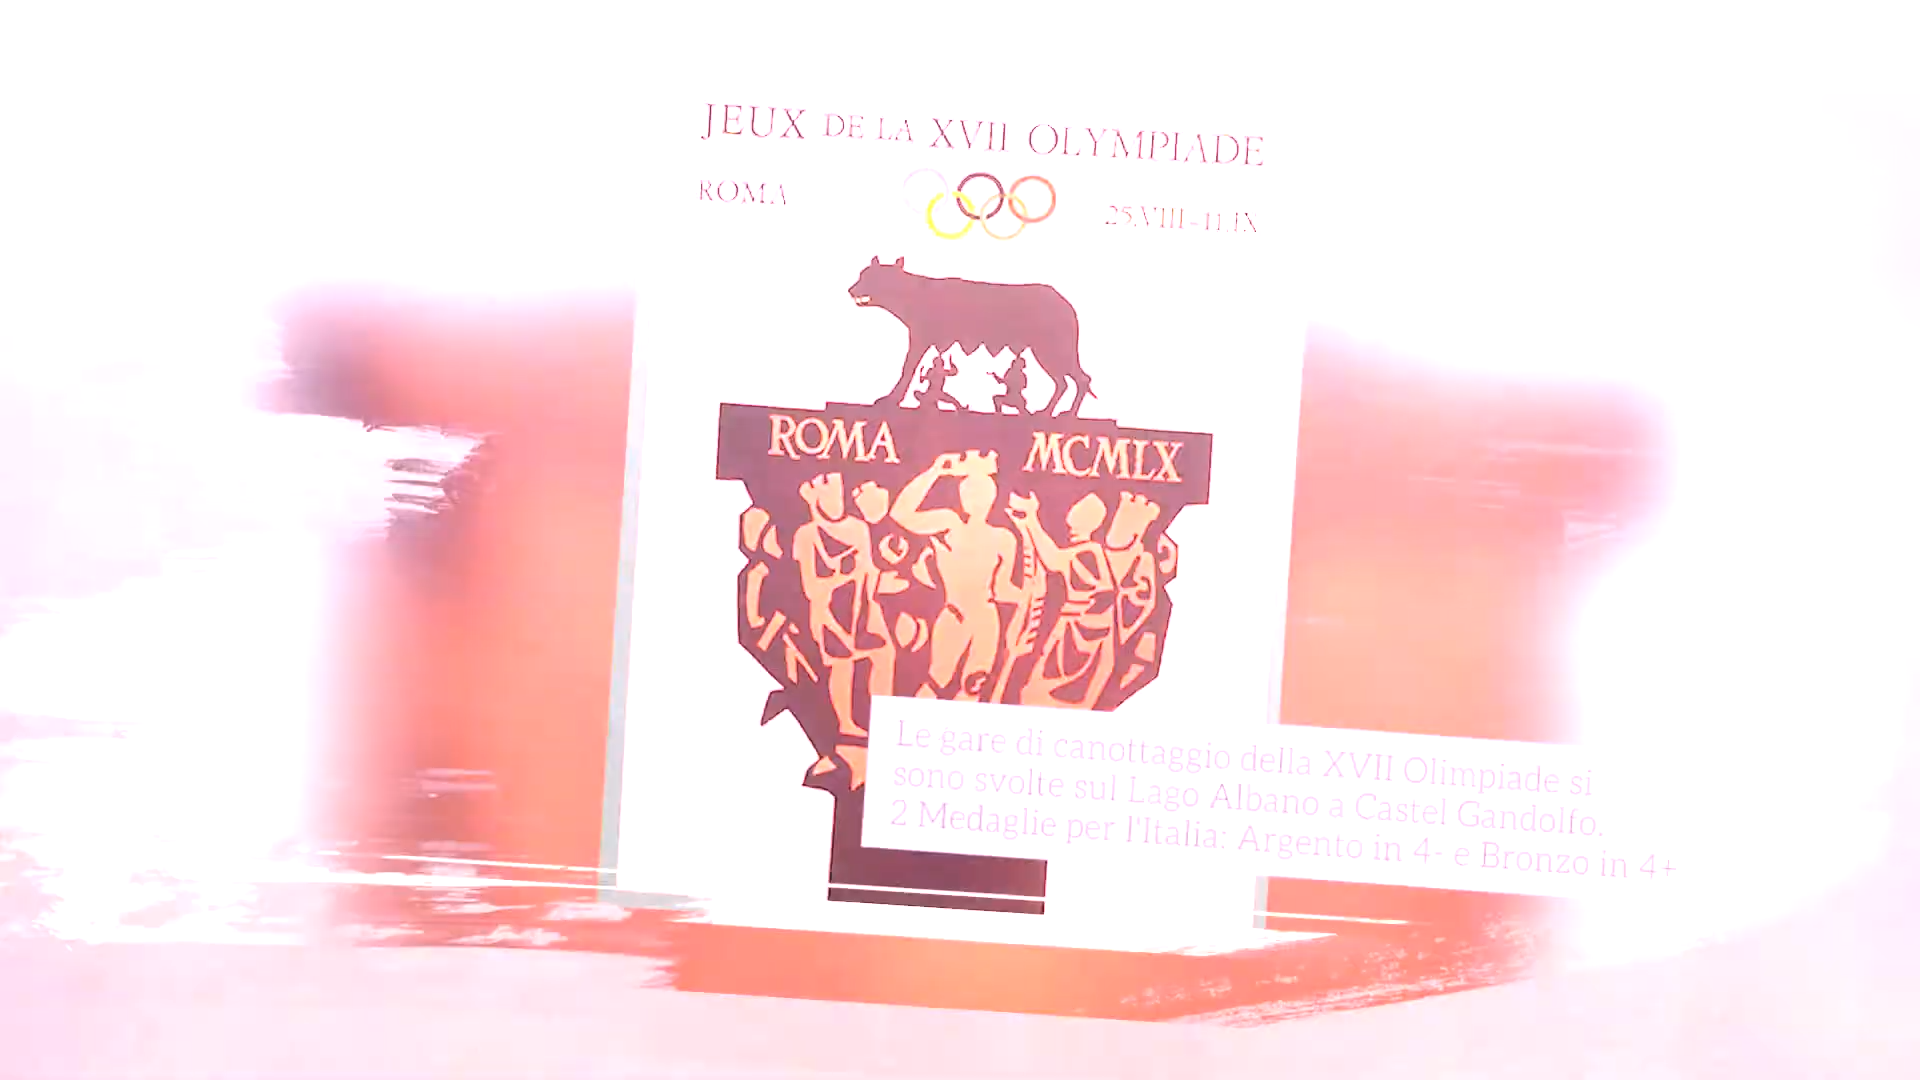 JEUX DE LA XVII OLYMPIADE
ROMA 25.VIII-11.IX
ROMA MCMLX
Le gare di canottaggio della XVII Olimpiade si
sono svolte sul Lago Albano a Castel Gandolfo.
2 Medaglie per l'Italia: Argento in 4- e Bronzo in 4+